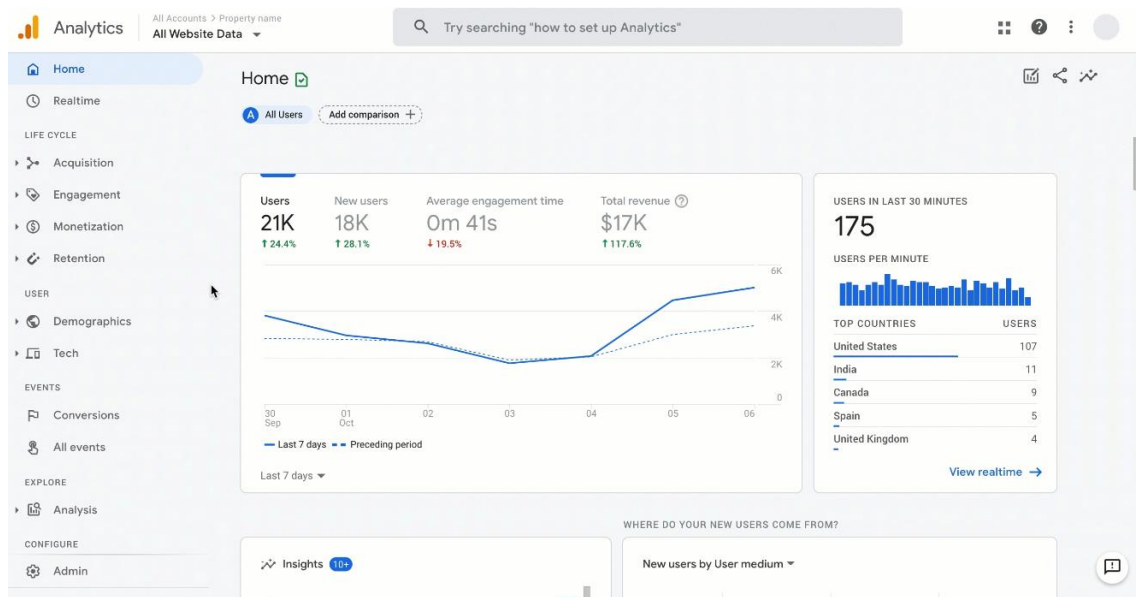 Analytics
All Accounts > Property name
All Website Data
Try searching "how to set up Analytics"
Home
Realtime
LIFE CYCLE
Acquisition
Engagement
Monetization
Retention
USER
Demographics
Tech
EVENTS
Conversions
All events
EXPLORE
Analysis
CONFIGURE
Admin
Home
A All Users
Add comparison +
Users
21K
↑ 24.4%
New users
18K
↑ 28.1%
Average engagement time
0m 41s
↓ 19.5%
Total revenue ?
$17K
↑ 117.6%
6K
4K
2K
0
30
Sep
01
Oct
02
03
04
05
06
Last 7 days
Preceding period
Last 7 days
USERS IN LAST 30 MINUTES
175
USERS PER MINUTE
TOP COUNTRIES USERS
United States 107
India 11
Canada 9
Spain 5
United Kingdom 4
View realtime →
WHERE DO YOUR NEW USERS COME FROM?
Insights 10+
New users by User medium